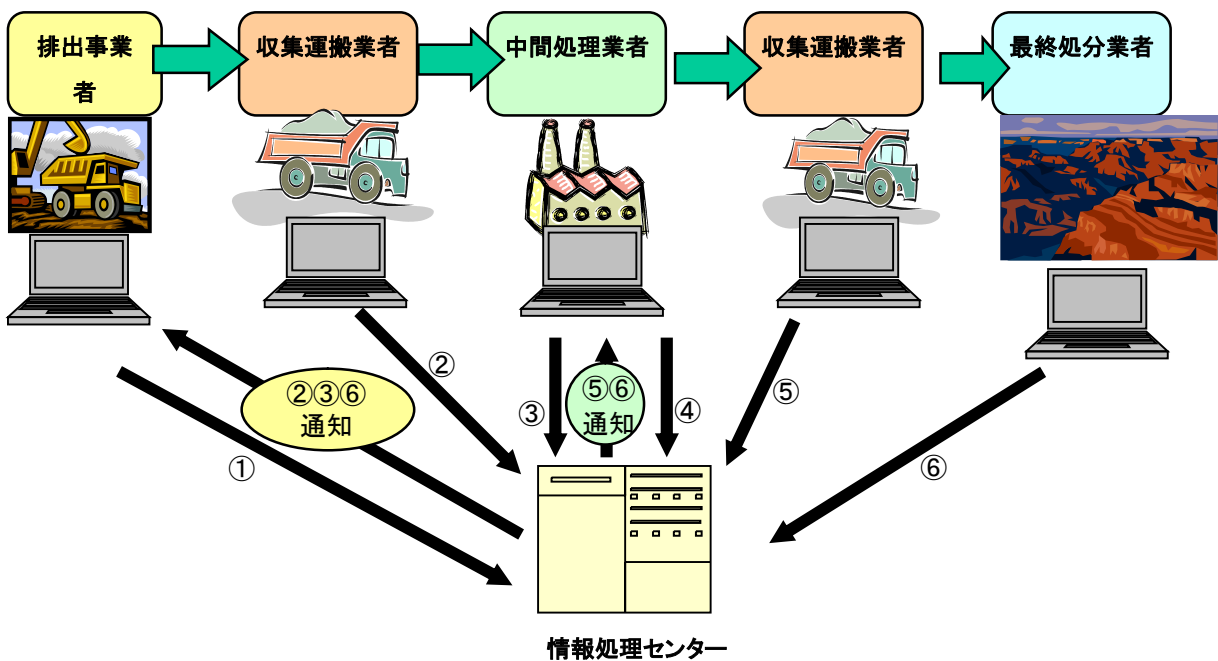 排出事業
者
収集運搬業者
中間処理業者
収集運搬業者
最終処分業者
②
②③⑥
通知
①
③
⑤⑥
通知
④
⑤
⑥
情報処理センター